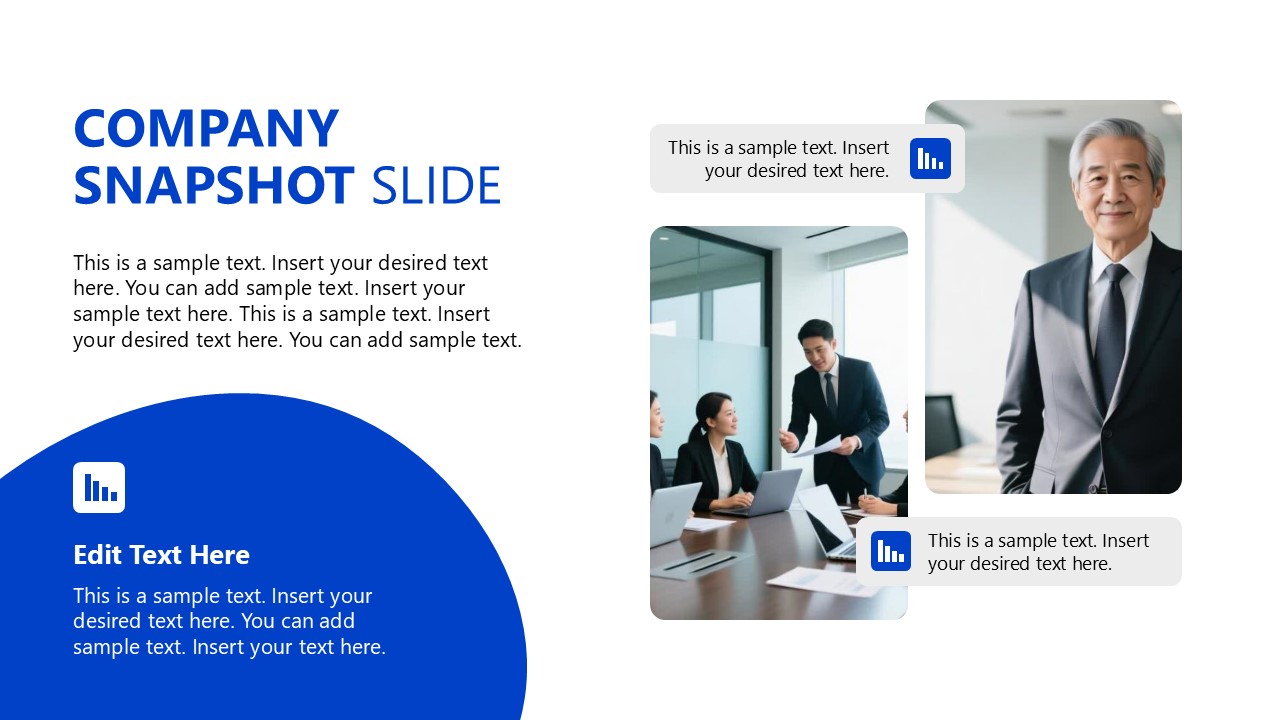 COMPANY
SNAPSHOT SLIDE
This is a sample text. Insert your desired text
here. You can add sample text. Insert your
sample text here. This is a sample text. Insert
your desired text here. You can add sample text.
Edit Text Here
This is a sample text. Insert your
desired text here. You can add
sample text. Insert your text here.
This is a sample text. Insert
your desired text here.
This is a sample text. Insert
your desired text here.